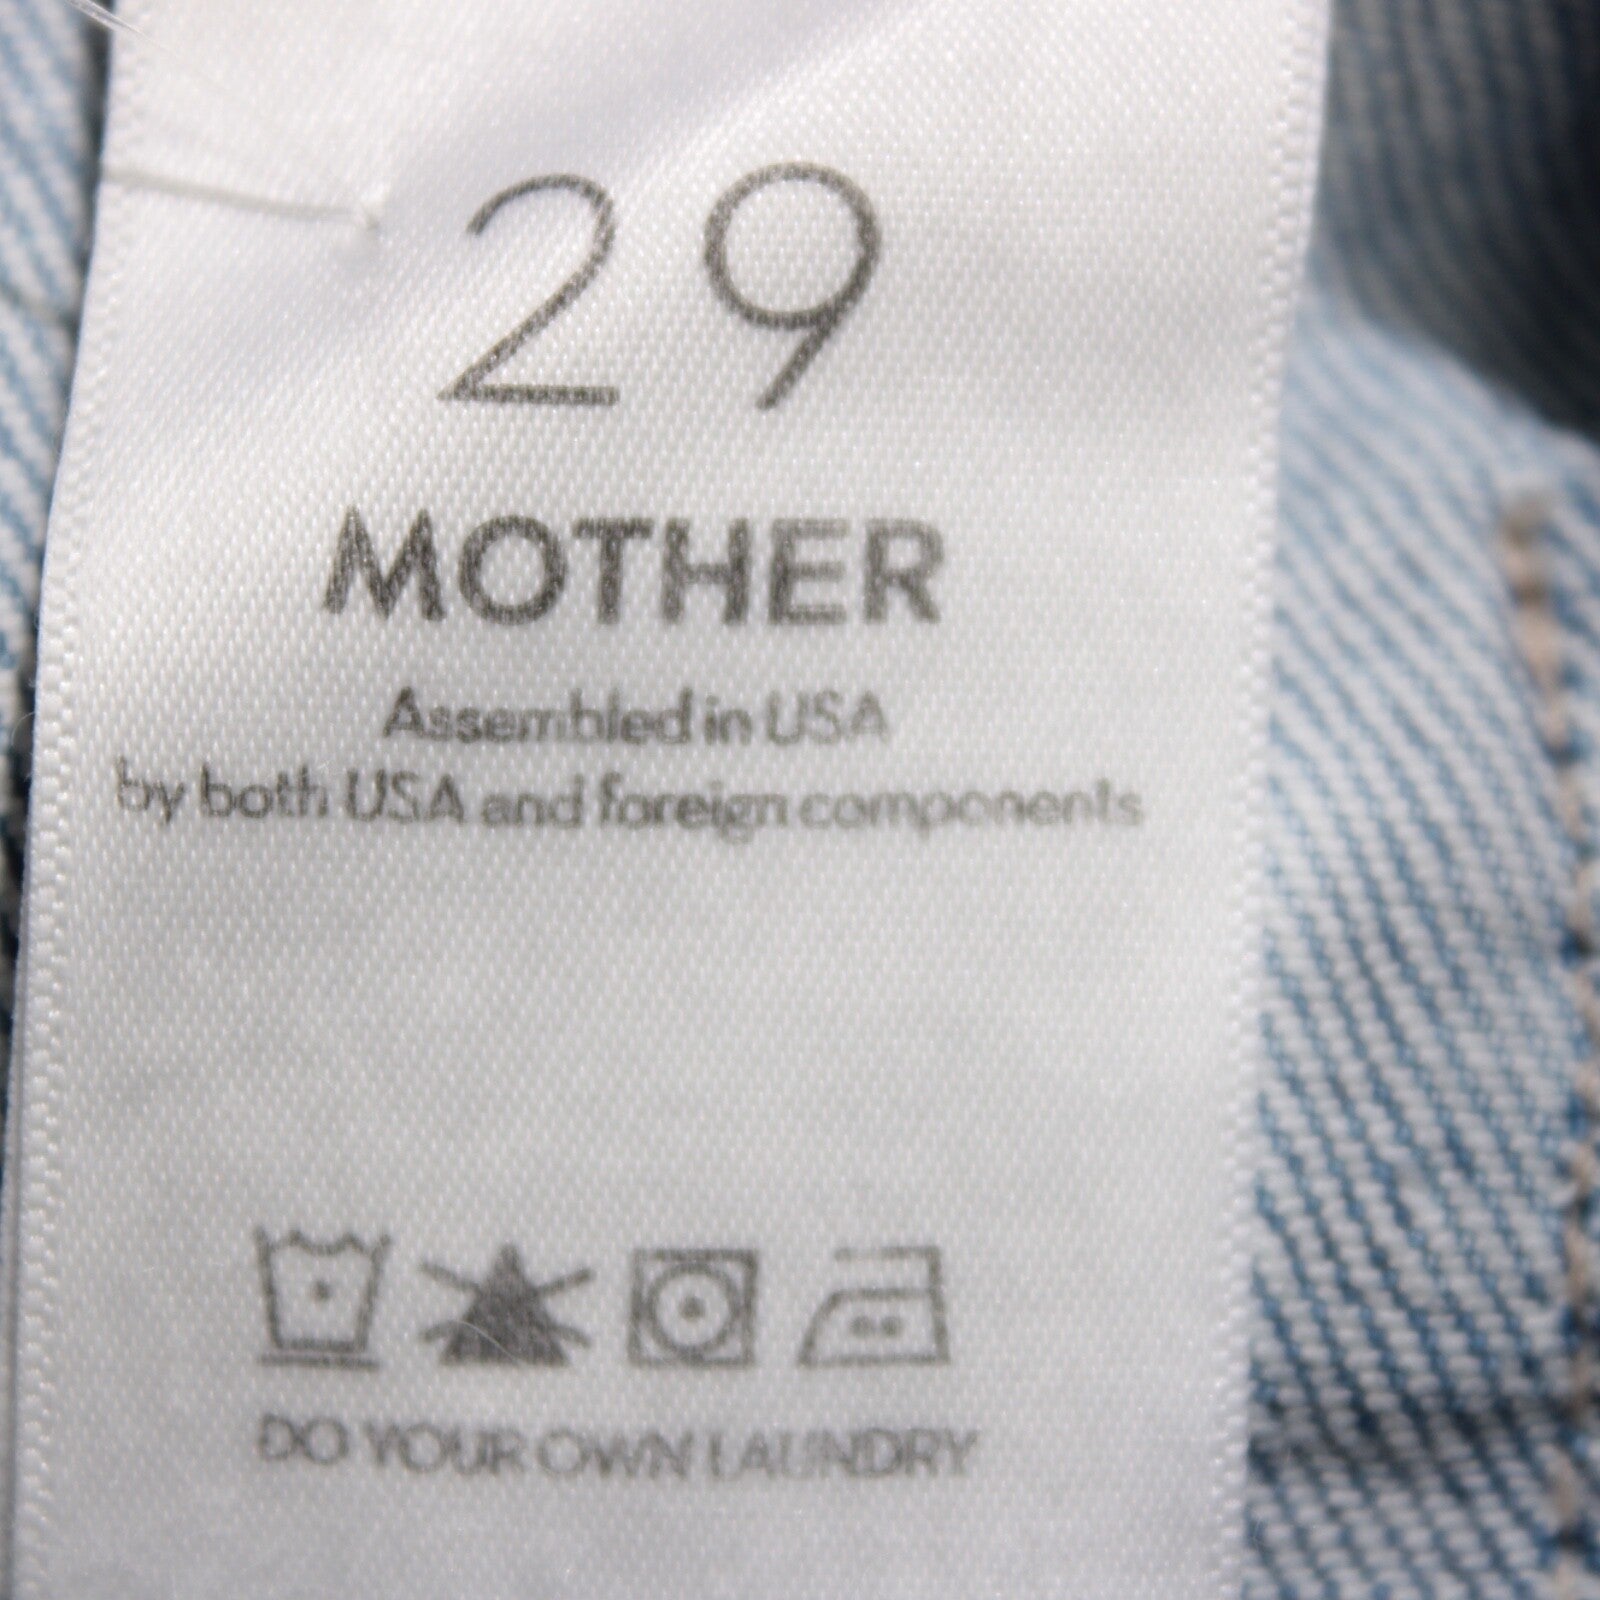 29
MOTHER
Assembled in USA
by both USA and foreign components
DO YOUR OWN LAUNDRY